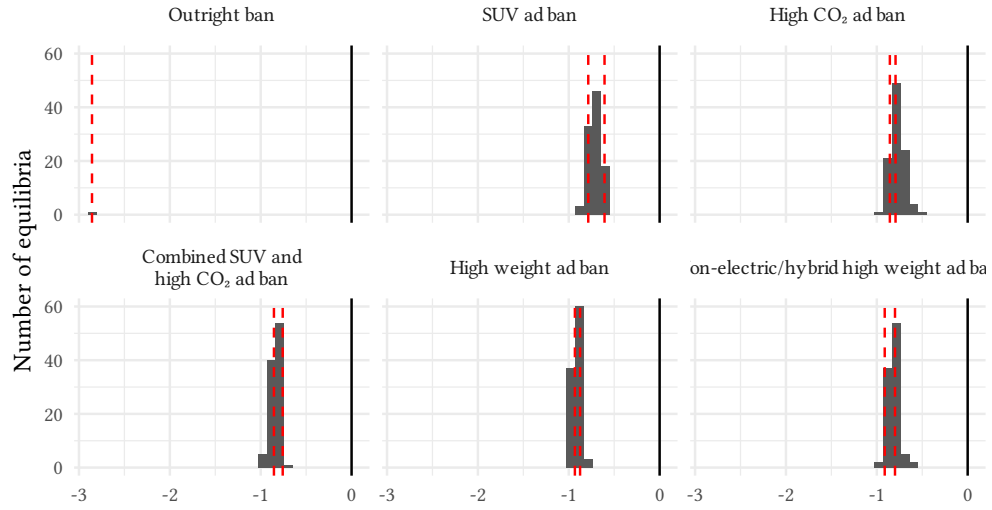 Outright ban
SUV ad ban
High CO₂ ad ban
60
40
20
0
-3
-2
-1
0
-3
-2
-1
0
-3
-2
-1
0
Number of equilibria
Combined SUV and
high CO₂ ad ban
High weight ad ban
on-electric/hybrid high weight ad ba
60
40
20
0